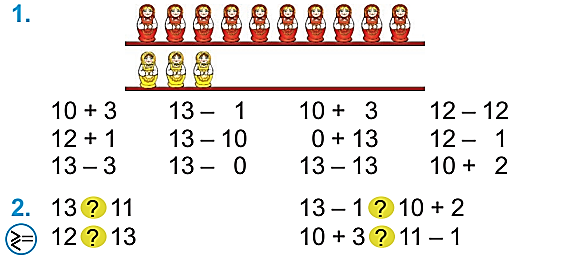 1.
10 + 3 13 – 1 10 + 3 12 – 12
12 + 1 13 – 10 0 + 13 12 – 1
13 – 3 13 – 0 13 – 13 10 + 2
2. 13 ? 11 13 – 1 ? 10 + 2
≷= 12 ? 13 10 + 3 ? 11 – 1